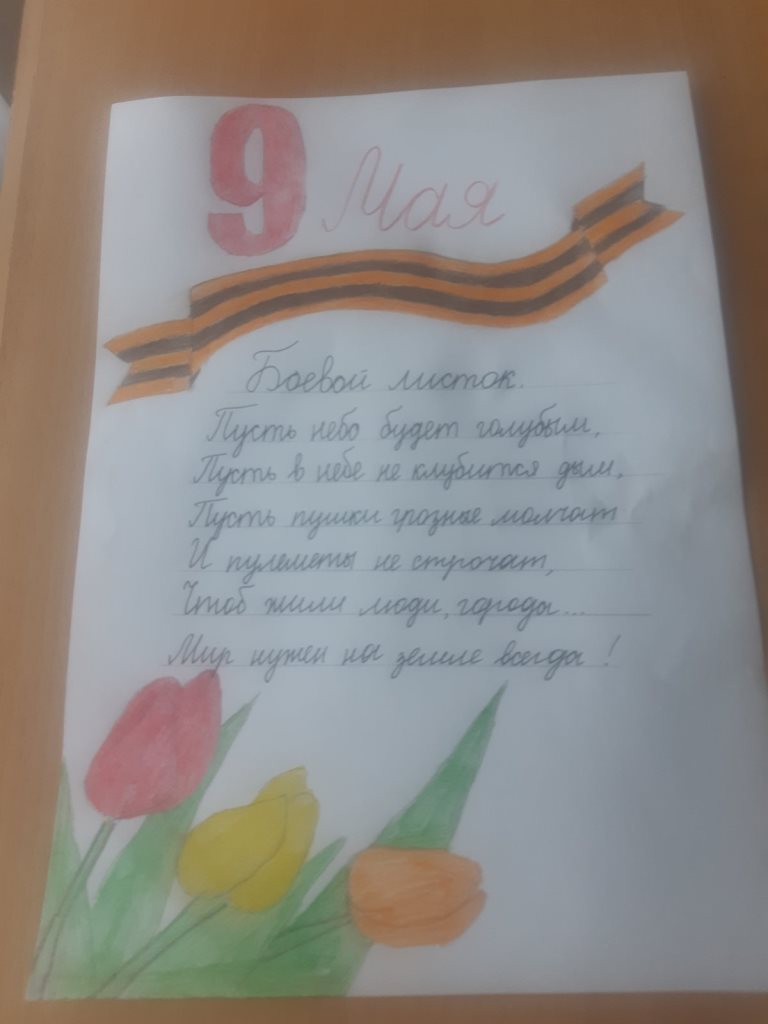 9 Мая
Боевой листок.
Пусть небо будет голубым,
Пусть в небе не клубится дым,
Пусть пушки грозные молчат
И пулеметы не строчат,
Чтоб жили люди, города...
Мир нужен на земле всегда!